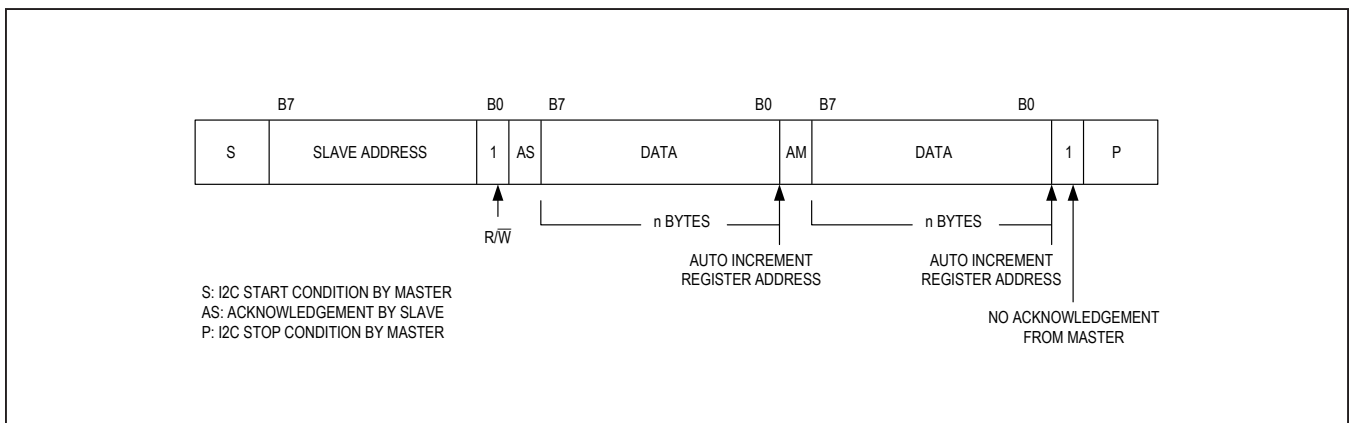 B7 B0 B7 B0 B7 B0
S SLAVE ADDRESS 1 AS DATA AM DATA 1 P
n BYTES n BYTES
R/W̅
AUTO INCREMENT
REGISTER ADDRESS
AUTO INCREMENT
REGISTER ADDRESS
S: I2C START CONDITION BY MASTER
AS: ACKNOWLEDGEMENT BY SLAVE
P: I2C STOP CONDITION BY MASTER
NO ACKNOWLEDGEMENT
FROM MASTER